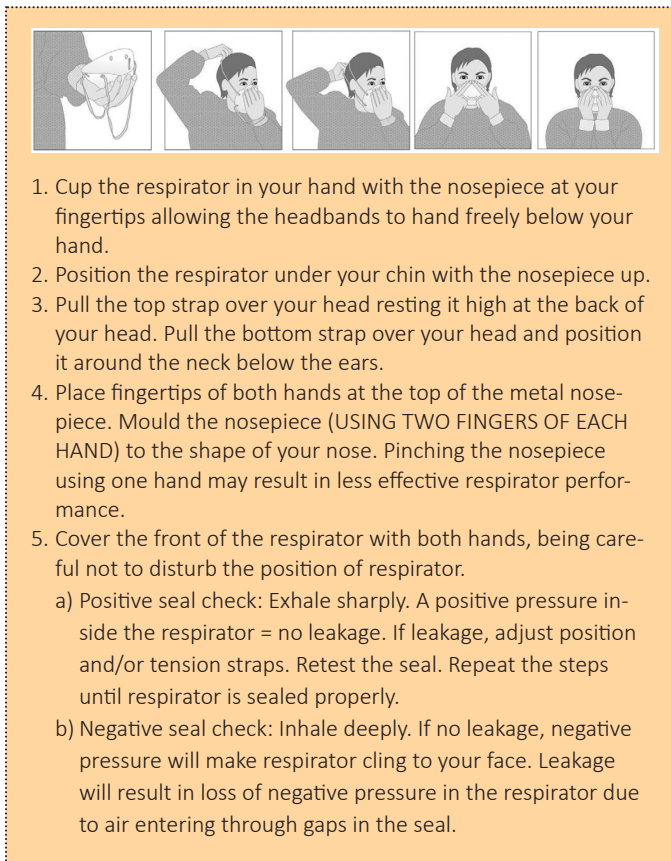 1. Cup the respirator in your hand with the nosepiece at your
fingertips allowing the headbands to hand freely below your
hand.
2. Position the respirator under your chin with the nosepiece up.
3. Pull the top strap over your head resting it high at the back of
your head. Pull the bottom strap over your head and position
it around the neck below the ears.
4. Place fingertips of both hands at the top of the metal nose-
piece. Mould the nosepiece (USING TWO FINGERS OF EACH
HAND) to the shape of your nose. Pinching the nosepiece
using one hand may result in less effective respirator perfor-
mance.
5. Cover the front of the respirator with both hands, being care-
ful not to disturb the position of respirator.
a) Positive seal check: Exhale sharply. A positive pressure in-
side the respirator = no leakage. If leakage, adjust position
and/or tension straps. Retest the seal. Repeat the steps
until respirator is sealed properly.
b) Negative seal check: Inhale deeply. If no leakage, negative
pressure will make respirator cling to your face. Leakage
will result in loss of negative pressure in the respirator due
to air entering through gaps in the seal.